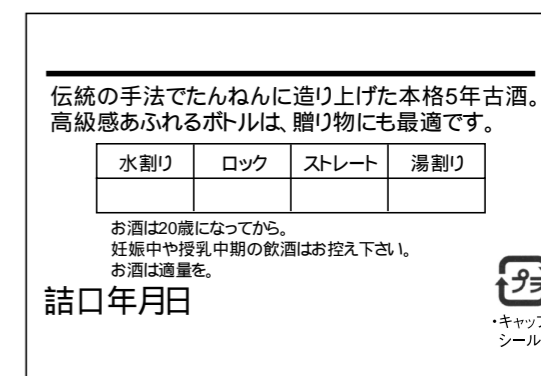 伝統の手法でたんねんに造り上げた本格5年古酒。
高級感あふれるボトルは、贈り物にも最適です。
水割り ロック ストレート 湯割り
お酒は20歳になってから。
妊娠中や授乳中期の飲酒はお控え下さい。
お酒は適量を。
詰口年月日
プラ
・キャップ
シール